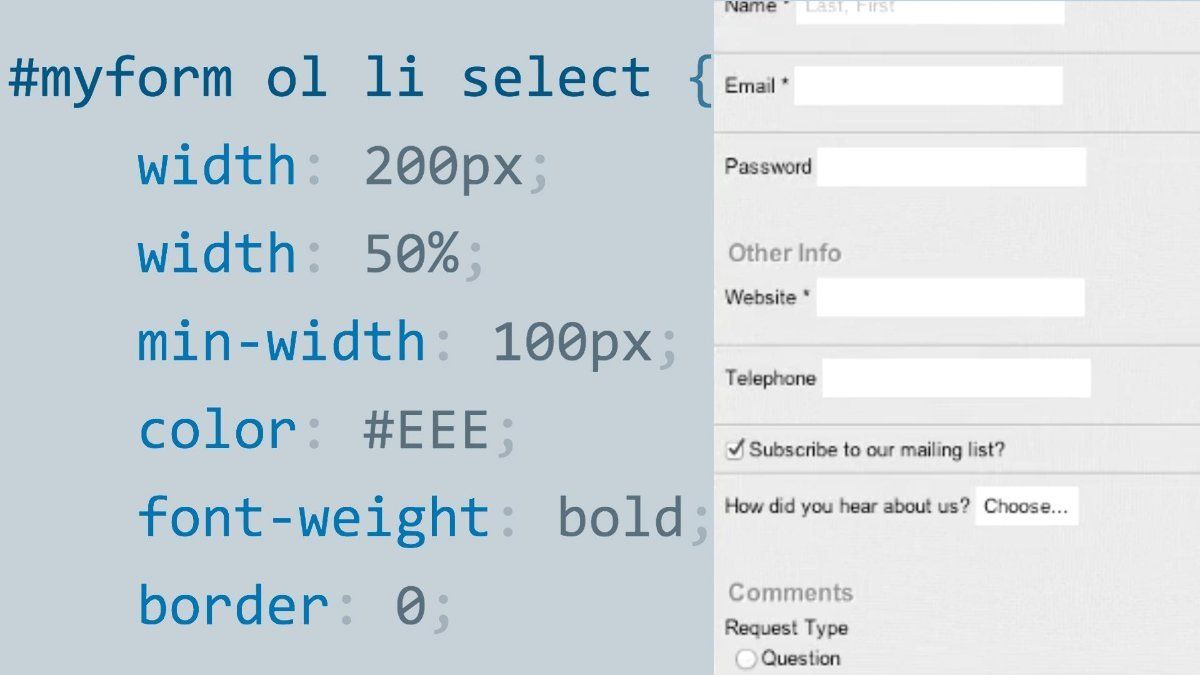 #myform ol li select {
width: 200px;
width: 50%;
min-width: 100px;
color: #EEE;
font-weight: bold;
border: 0;
Name * Last, First
Email *
Password
Other Info
Website *
Telephone
Subscribe to our mailing list?
How did you hear about us? Choose...
Comments
Request Type
Question